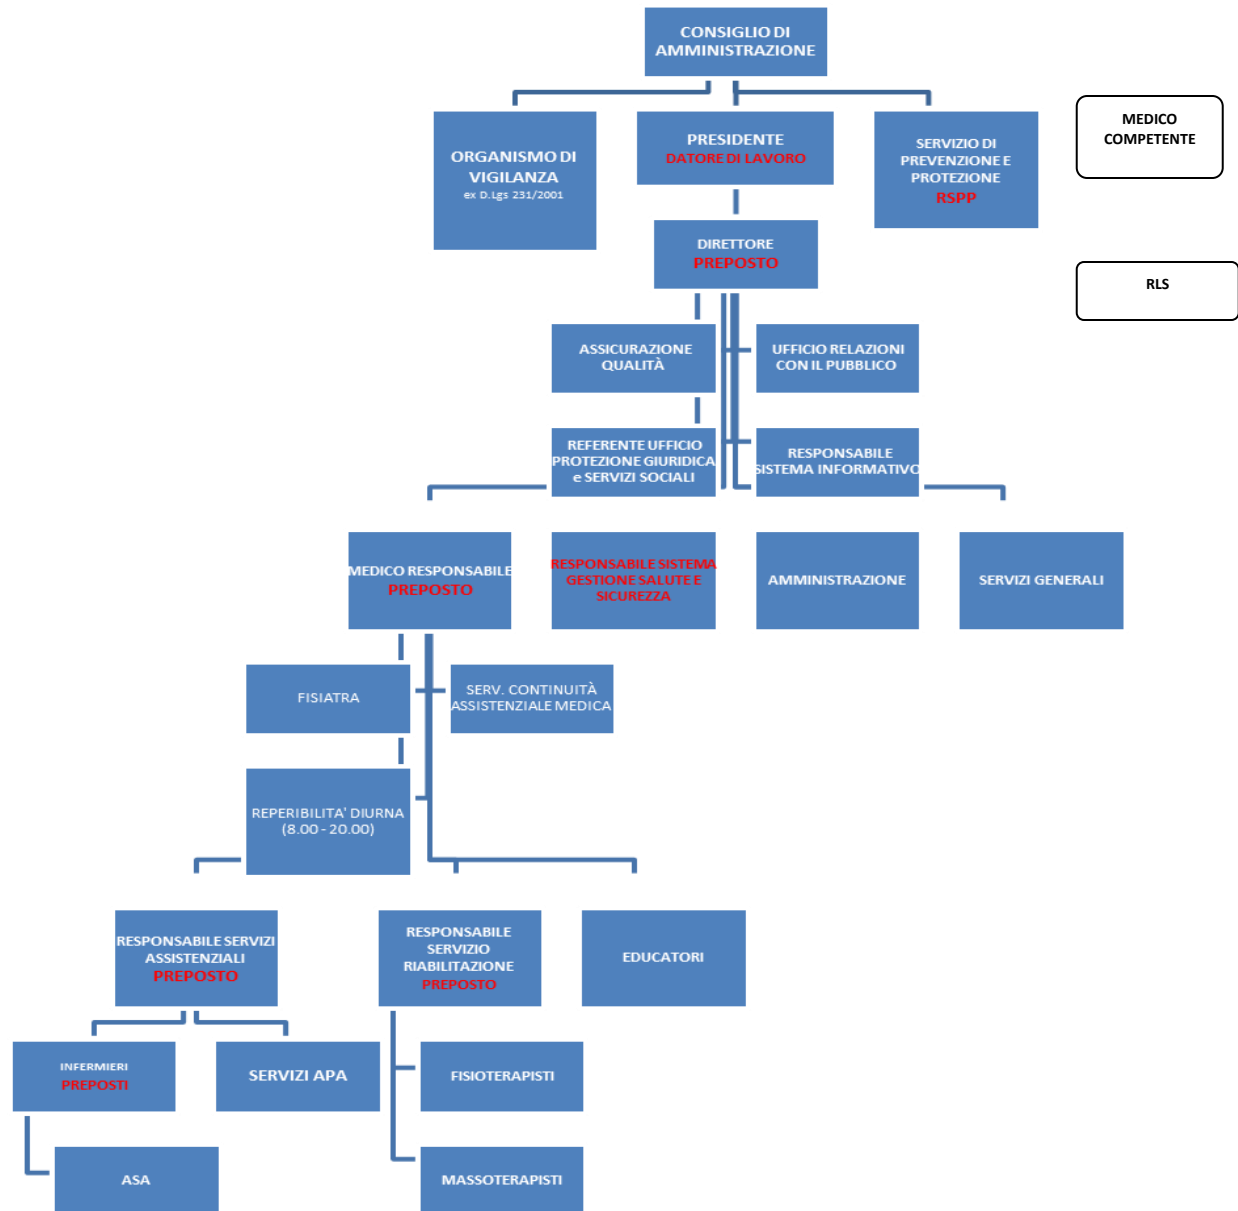 CONSIGLIO DI
AMMINISTRAZIONE
ORGANISMO DI
VIGILANZA
ex D.Lgs 231/2001
PRESIDENTE
DATORE DI LAVORO
SERVIZIO DI
PREVENZIONE E
PROTEZIONE
RSPP
MEDICO
COMPETENTE
DIRETTORE
PREPOSTO
RLS
ASSICURAZIONE
QUALITÀ
UFFICIO RELAZIONI
CON IL PUBBLICO
REFERENTE UFFICIO
PROTEZIONE GIURIDICA
e SERVIZI SOCIALI
RESPONSABILE
SISTEMA INFORMATIVO
MEDICO RESPONSABILE
PREPOSTO
RESPONSABILE SISTEMA
GESTIONE SALUTE E
SICUREZZA
AMMINISTRAZIONE
SERVIZI GENERALI
FISIATRA
SERV. CONTINUITÀ
ASSISTENZIALE MEDICA
REPERIBILITA' DIURNA
(8.00 - 20.00)
RESPONSABILE SERVIZI
ASSISTENZIALI
PREPOSTO
RESPONSABILE
SERVIZIO
RIABILITAZIONE
PREPOSTO
EDUCATORI
INFERMIERI
PREPOSTI
SERVIZI APA
FISIOTERAPISTI
ASA
MASSOTERAPISTI